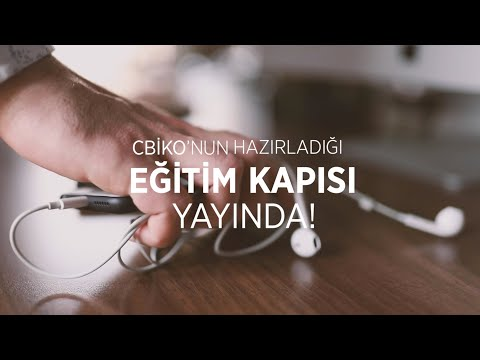 CBİKO'NUN HAZIRLADIĞI
EĞİTİM KAPISI
YAYINDA!